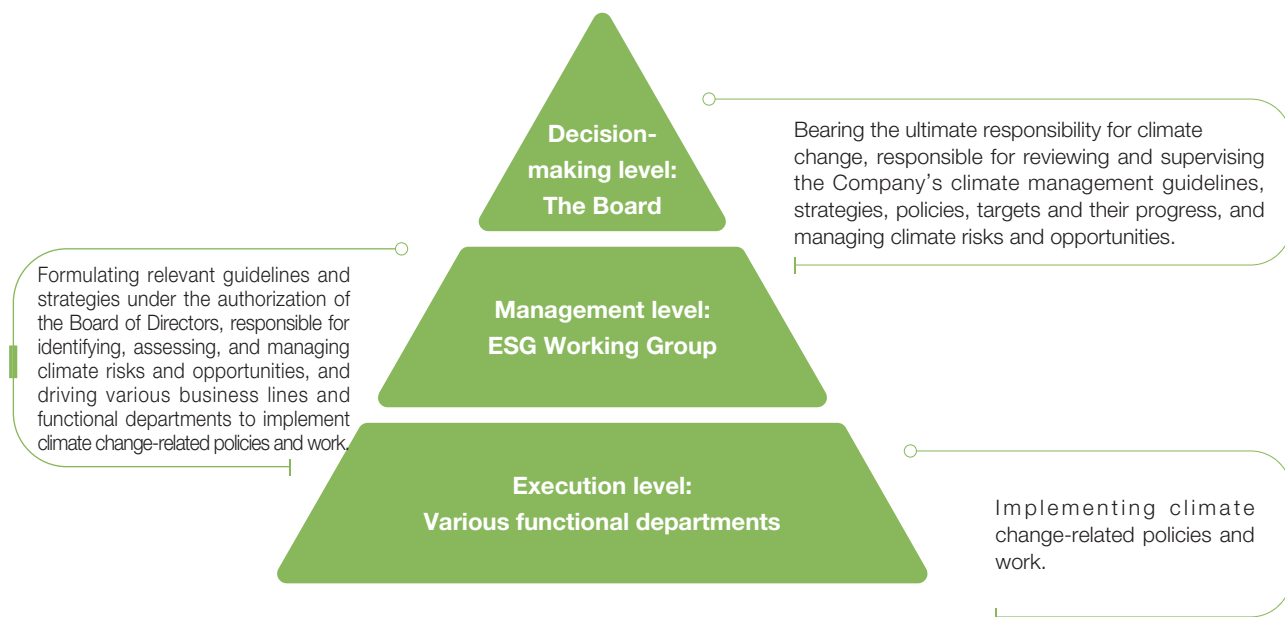 Decision-
making level:
The Board
Bearing the ultimate responsibility for climate
change, responsible for reviewing and supervising
the Company's climate management guidelines,
strategies, policies, targets and their progress, and
managing climate risks and opportunities.
Formulating relevant guidelines and
strategies under the authorization of
the Board of Directors, responsible for
identifying, assessing, and managing
climate risks and opportunities, and
driving various business lines and
functional departments to implement
climate change-related policies and work.
Management level:
ESG Working Group
Execution level:
Various functional departments
Implementing climate
change-related policies and
work.